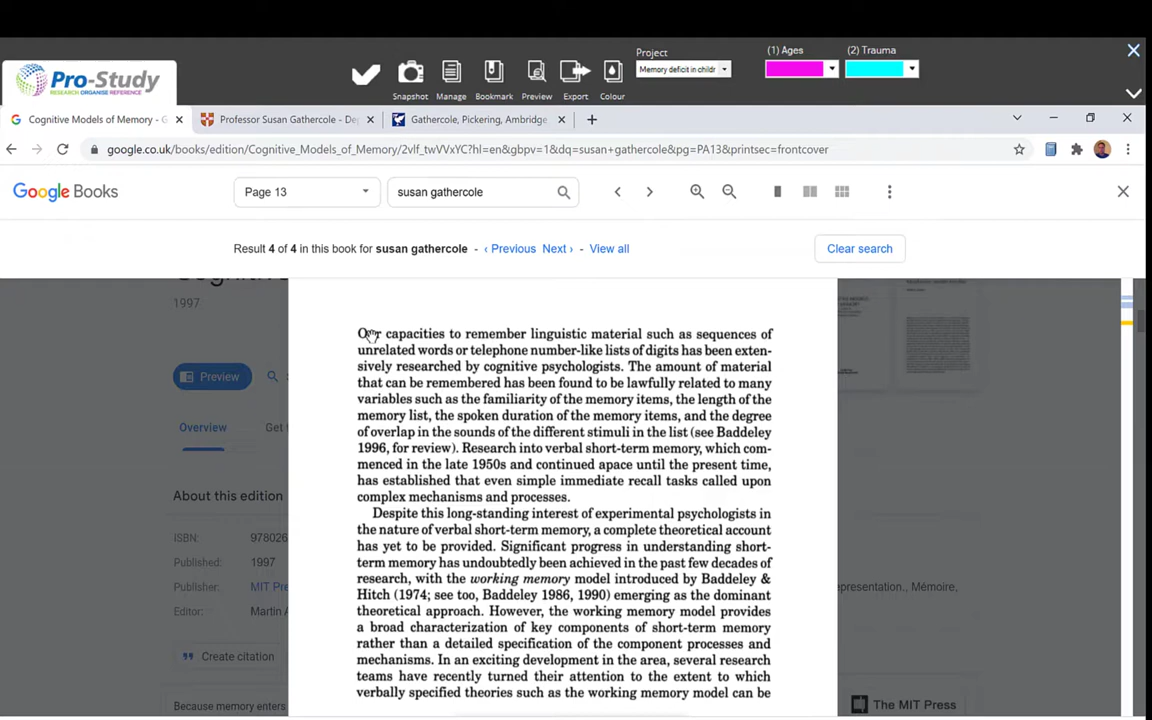 Project
(1) Ages
(2) Trauma
Pro-Study
RESEARCH ORGANISE REFERENCE
Memory deficit in childr
Snapshot
Manage
Bookmark
Preview
Export
Colour
Cognitive Models of Memory - G
Professor Susan Gathercole - De
Gathercole, Pickering, Ambridge
google.co.uk/books/edition/Cognitive_Models_of_Memory/2vlf_twVVxYC?hl=en&gbpv=1&dq=susan+gathercole&pg=PA13&printsec=frontcover
Google Books
Page 13
susan gathercole
Result 4 of 4 in this book for susan gathercole - ‹ Previous Next › - View all
Clear search
1997
Our capacities to remember linguistic material such as sequences of
unrelated words or telephone number-like lists of digits has been exten-
sively researched by cognitive psychologists. The amount of material
that can be remembered has been found to be lawfully related to many
variables such as the familiarity of the memory items, the length of the
memory list, the spoken duration of the memory items, and the degree
of overlap in the sounds of the different stimuli in the list (see Baddeley
1996, for review). Research into verbal short-term memory, which com-
menced in the late 1950s and continued apace until the present time,
has established that even simple immediate recall tasks called upon
complex mechanisms and processes.
Despite this long-standing interest of experimental psychologists in
the nature of verbal short-term memory, a complete theoretical account
has yet to be provided. Significant progress in understanding short-
term memory has undoubtedly been achieved in the past few decades of
research, with the working memory model introduced by Baddeley &
Hitch (1974; see too, Baddeley 1986, 1990) emerging as the dominant
theoretical approach. However, the working memory model provides
a broad characterization of key components of short-term memory
rather than a detailed specification of the component processes and
mechanisms. In an exciting development in the area, several research
teams have recently turned their attention to the extent to which
verbally specified theories such as the working memory model can be
Preview
Overview
Get t
About this edition
ISBN: 978026
Published: 1997
Publisher: MIT Pre
Editor: Martin A
Create citation
Because memory enters
epresentation., Mémoire,
The MIT Press